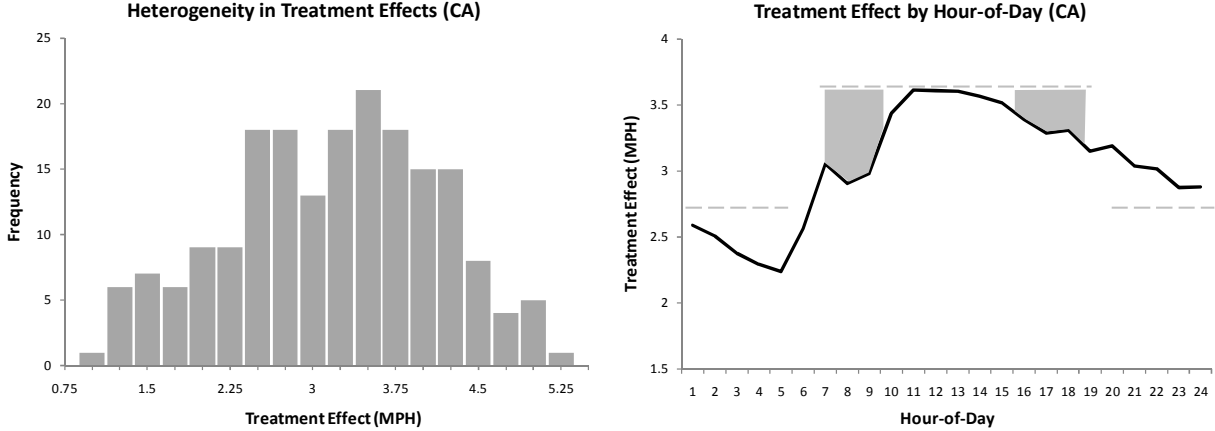 Heterogeneity in Treatment Effects (CA)
25
20
15
10
5
0
Frequency
0.75 1.5 2.25 3 3.75 4.5 5.25
Treatment Effect (MPH)
Treatment Effect by Hour-of-Day (CA)
4
3.5
3
2.5
2
1.5
Treatment Effect (MPH)
1 2 3 4 5 6 7 8 9 10 11 12 13 14 15 16 17 18 19 20 21 22 23 24
Hour-of-Day